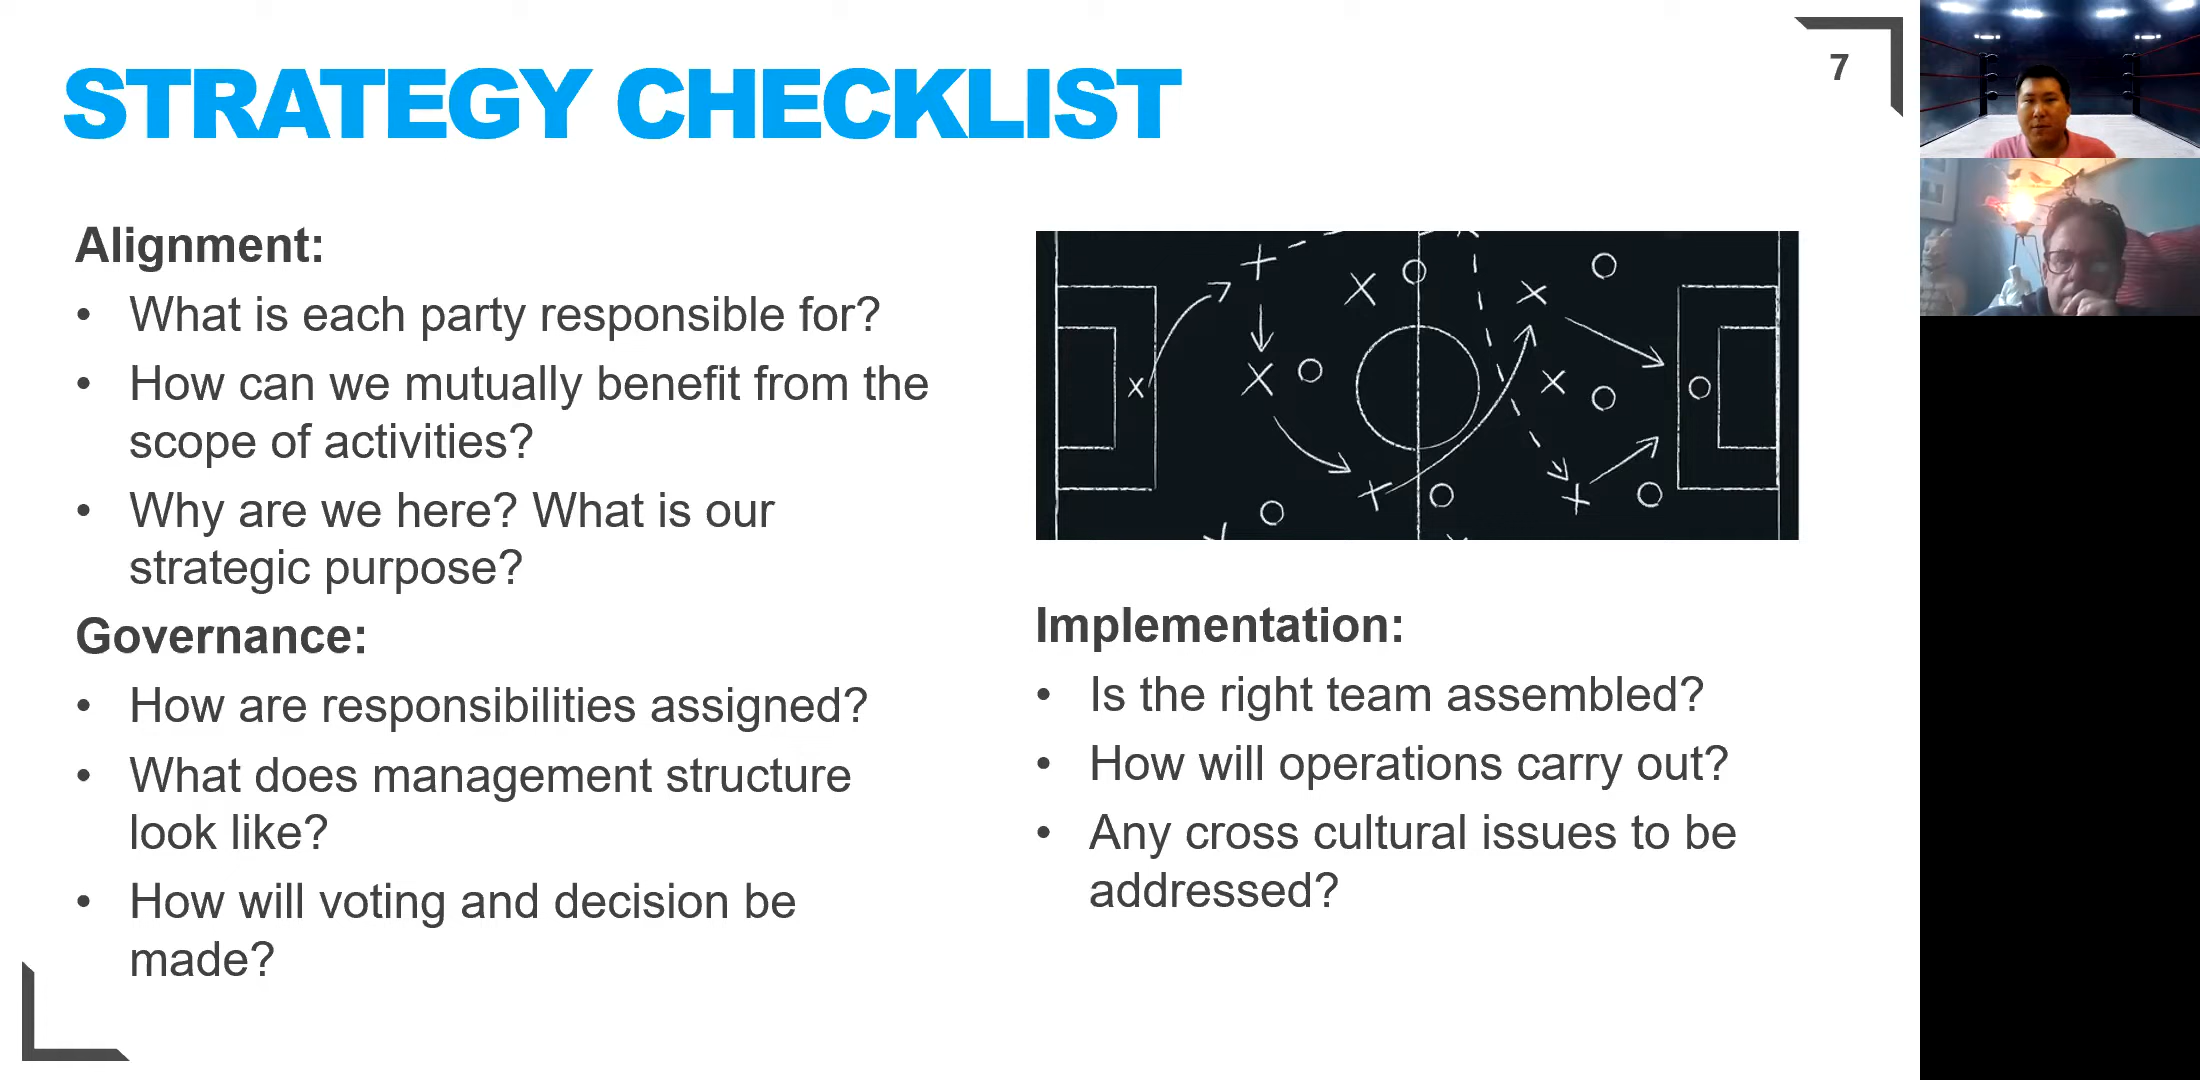 STRATEGY CHECKLIST
7
Alignment:
• What is each party responsible for?
• How can we mutually benefit from the
scope of activities?
• Why are we here? What is our
strategic purpose?
Governance:
• How are responsibilities assigned?
• What does management structure
look like?
• How will voting and decision be
made?
Implementation:
• Is the right team assembled?
• How will operations carry out?
• Any cross cultural issues to be
addressed?